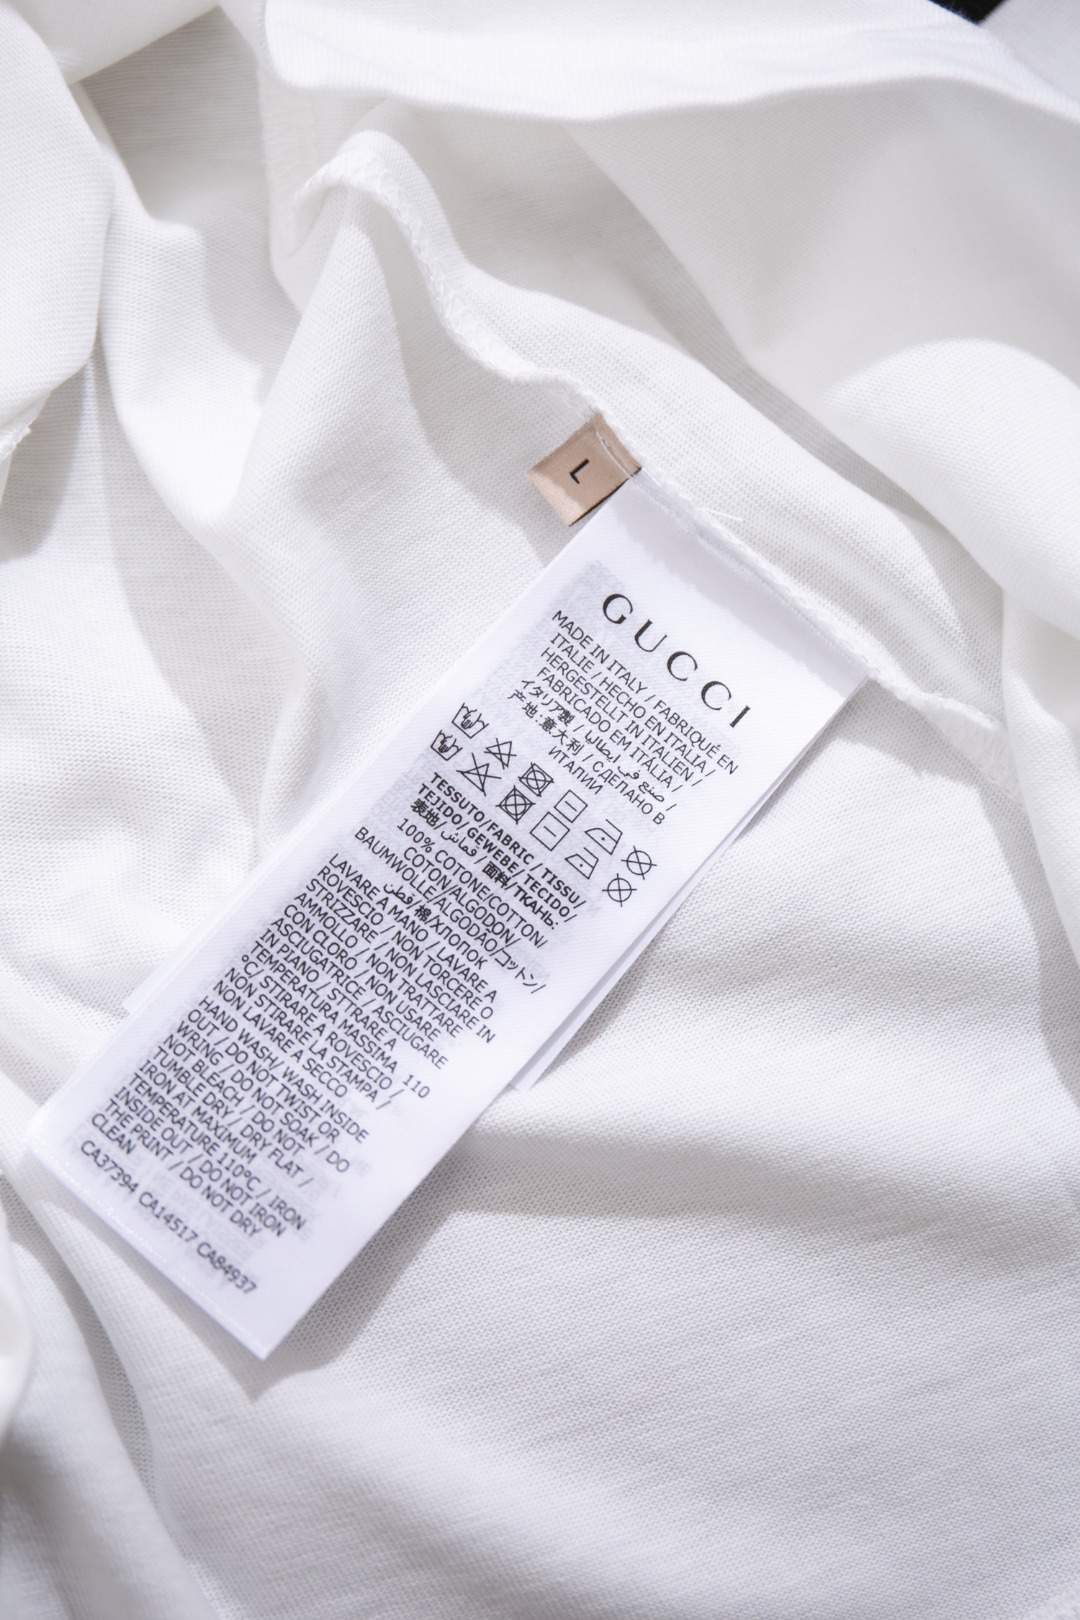 L
GUCCI
MADE IN ITALY / FABRIQUÉ EN
ITALIE / HECHO EN ITALIA /
HERGESTELLT IN ITALIEN /
FABRICADO EM ITÁLIA /
イタリア製 / صنع في ايطاليا /
产地:意大利 / СДЕЛАНО В
ИТАЛИИ
TESSUTO/FABRIC / TISSU/
TEJIDO/GEWEBE/TECIDO/
表地/قماش/面料/ТКАНЬ:
100% COTONE/COTTON/
COTON/ALGODON/
BAUMWOLLE/ALGODAO/コットン/
قطن/棉/ХЛОПОК
LAVARE A MANO / LAVARE A
ROVESCIO / NON TORCERE O
STRIZZARE / NON LASCIARE IN
AMMOLLO / NON TRATTARE
CON CLORO / NON USARE
ASCIUGATRICE / ASCIUGARE
IN PIANO / STIRARE A
TEMPERATURA MASSIMA 110
°C/ STIRARE A ROVESCIO /
NON STIRARE LA STAMPA /
NON LAVARE A SECCO
HAND WASH/ WASH INSIDE
OUT / DO NOT TWIST OR
WRING / DO NOT SOAK / DO
NOT BLEACH / DO NOT
TUMBLE DRY / DRY FLAT /
IRON AT MAXIMUM
TEMPERATURE 110°C / IRON
INSIDE OUT / DO NOT IRON
THE PRINT / DO NOT DRY
CLEAN
CA37394 CA14517 CA84937